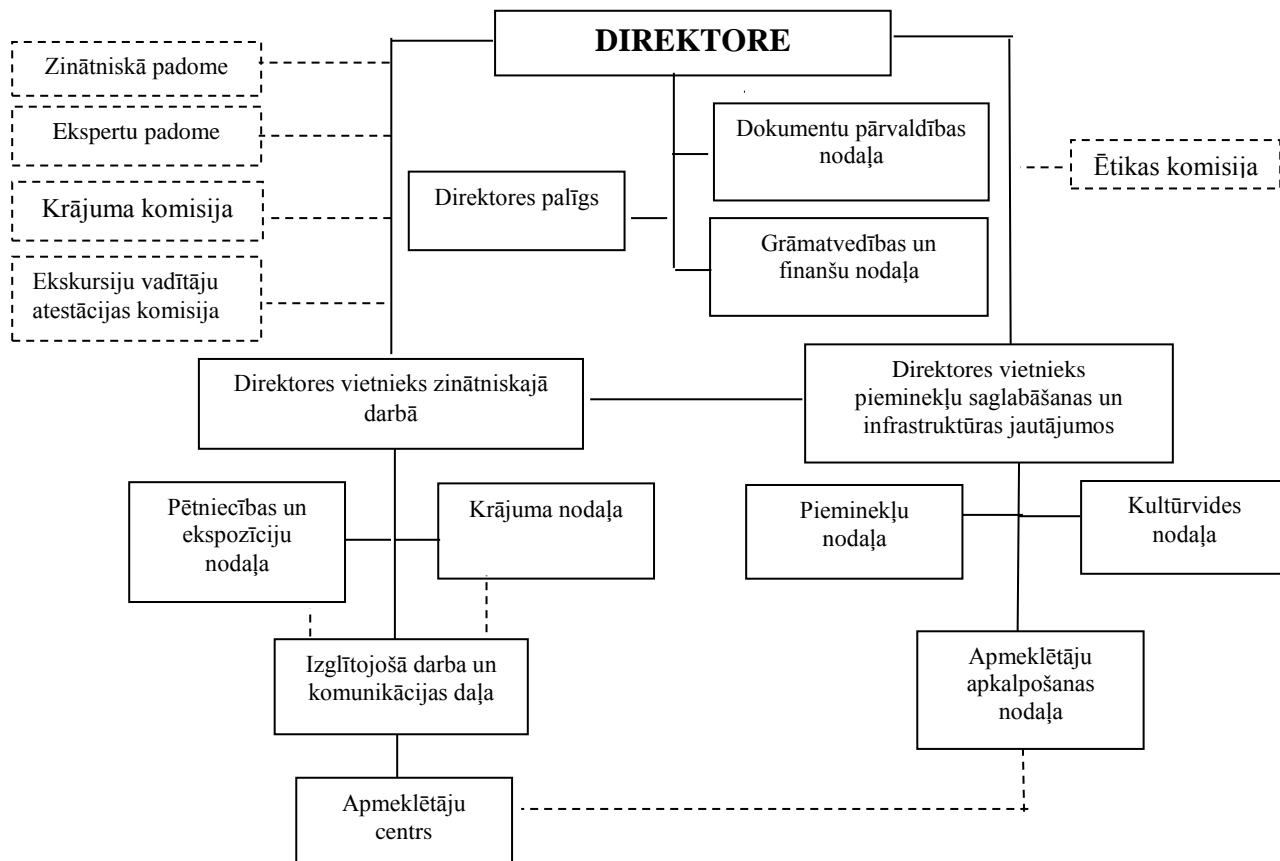 DIREKTORE
Zinātniskā padome
Ekspertu padome
Krājuma komisija
Ekskursiju vadītāju
atestācijas komisija
Dokumentu pārvaldības
nodaļa
Direktores palīgs
Grāmatvedības un
finanšu nodaļa
Ētikas komisija
Direktores vietnieks zinātniskajā
darbā
Direktores vietnieks
pieminekļu saglabāšanas un
infrastruktūras jautājumos
Pētniecības un
ekspozīciju
nodaļa
Krājuma nodaļa
Pieminekļu
nodaļa
Kultūrvides
nodaļa
Izglītojošā darba un
komunikācijas daļa
Apmeklētāju
apkalpošanas
nodaļa
Apmeklētāju
centrs